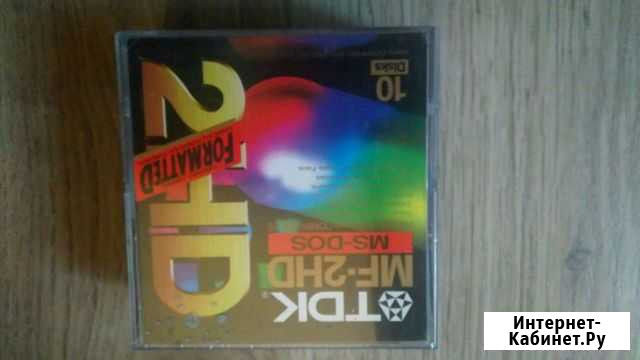 TDK
MF-2HD
MS-DOS
2HD
FORMATTED
10
Disks
Интернет-
Кабинет.Ру